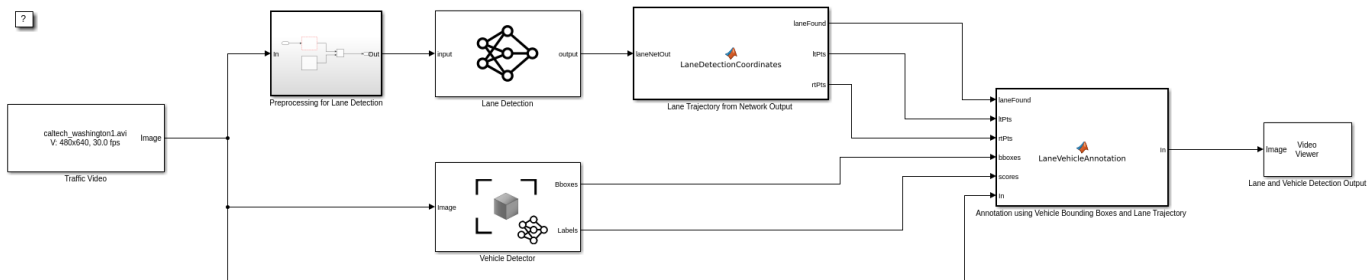 ?
In
Out
Preprocessing for Lane Detection
input
output
Lane Detection
laneNetOut
LaneDetectionCoordinates
laneFound
ltPts
rtPts
Lane Trajectory from Network Output
caltech_washington1.avi
V: 480x640, 30.0 fps
Image
Traffic Video
Image
Bboxes
Labels
Vehicle Detector
laneFound
ltPts
rtPts
bboxes
scores
In
LaneVehicleAnnotation
In
Annotation using Vehicle Bounding Boxes and Lane Trajectory
Image
Video
Viewer
Lane and Vehicle Detection Output